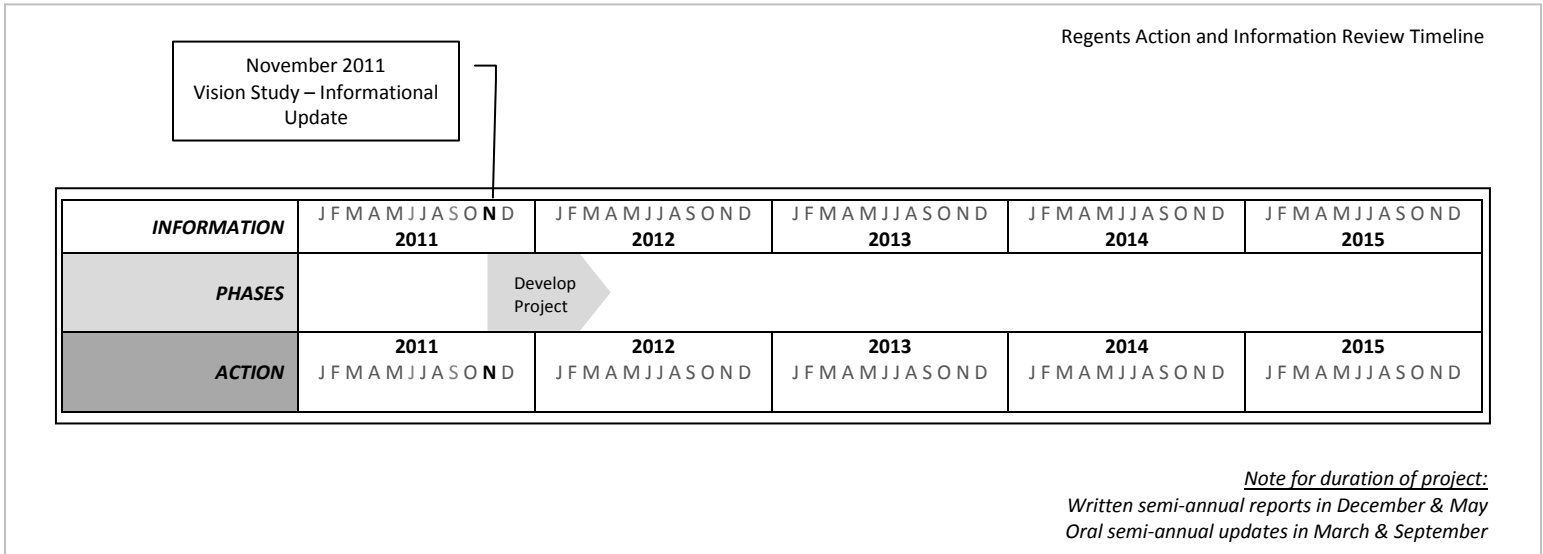 Regents Action and Information Review Timeline
November 2011
Vision Study – Informational
Update
INFORMATION
J F M A M J J A S O N D
2011
J F M A M J J A S O N D
2012
J F M A M J J A S O N D
2013
J F M A M J J A S O N D
2014
J F M A M J J A S O N D
2015
PHASES
Develop
Project
ACTION
2011
J F M A M J J A S O N D
2012
J F M A M J J A S O N D
2013
J F M A M J J A S O N D
2014
J F M A M J J A S O N D
2015
J F M A M J J A S O N D
Note for duration of project:
Written semi-annual reports in December & May
Oral semi-annual updates in March & September